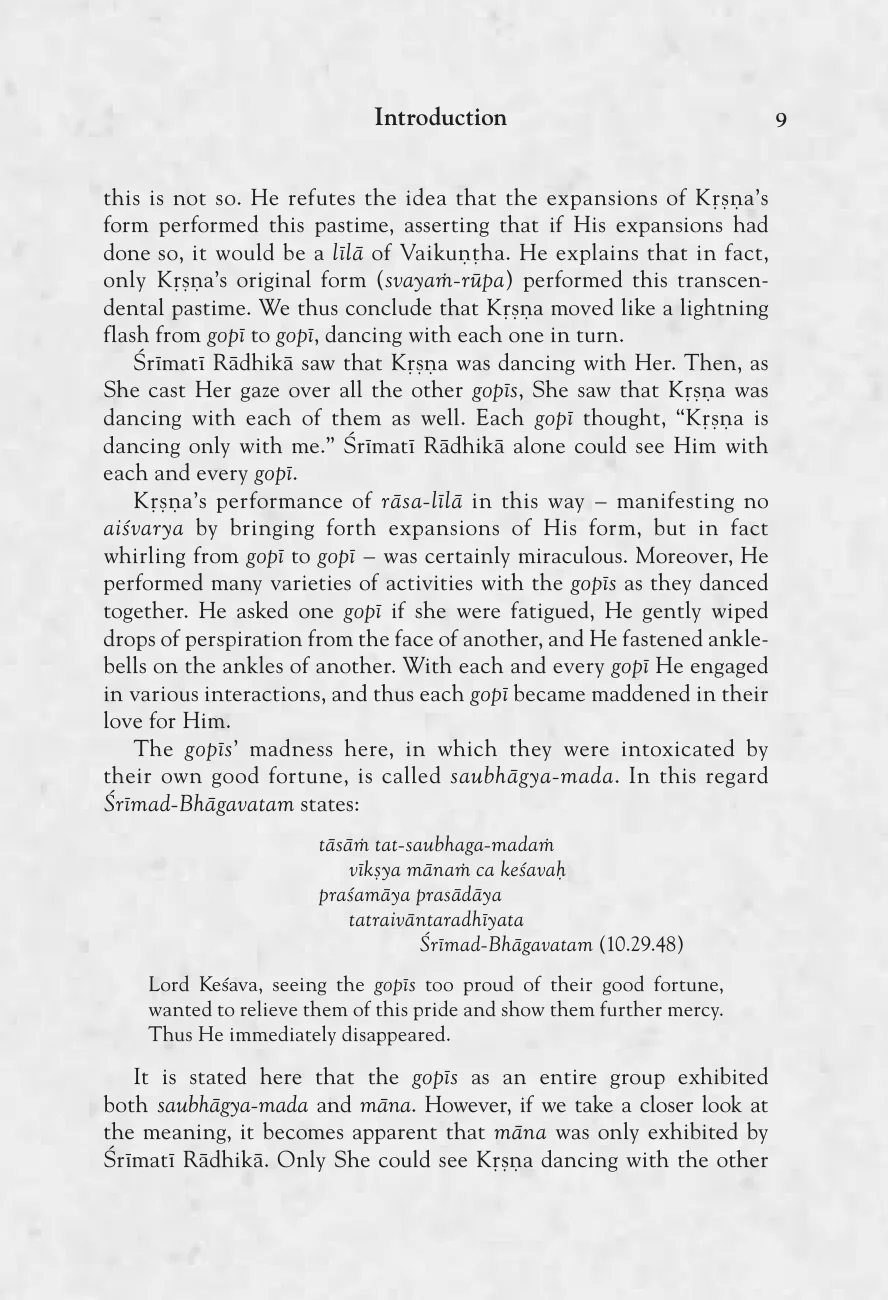 Introduction 9
this is not so. He refutes the idea that the expansions of Kṛṣṇa’s
form performed this pastime, asserting that if His expansions had
done so, it would be a līlā of Vaikuṇṭha. He explains that in fact,
only Kṛṣṇa’s original form (svayaṁ-rūpa) performed this transcen-
dental pastime. We thus conclude that Kṛṣṇa moved like a lightning
flash from gopī to gopī, dancing with each one in turn.
Śrīmatī Rādhikā saw that Kṛṣṇa was dancing with Her. Then, as
She cast Her gaze over all the other gopīs, She saw that Kṛṣṇa was
dancing with each of them as well. Each gopī thought, “Kṛṣṇa is
dancing only with me.” Śrīmatī Rādhikā alone could see Him with
each and every gopī.
Kṛṣṇa’s performance of rāsa-līlā in this way – manifesting no
aiśvarya by bringing forth expansions of His form, but in fact
whirling from gopī to gopī – was certainly miraculous. Moreover, He
performed many varieties of activities with the gopīs as they danced
together. He asked one gopī if she were fatigued, He gently wiped
drops of perspiration from the face of another, and He fastened ankle-
bells on the ankles of another. With each and every gopī He engaged
in various interactions, and thus each gopī became maddened in their
love for Him.
The gopīs’ madness here, in which they were intoxicated by
their own good fortune, is called saubhāgya-mada. In this regard
Śrīmad-Bhāgavatam states:
tāsāṁ tat-saubhaga-madaṁ
vīkṣya mānaṁ ca keśavaḥ
praśamāya prasādāya
tatraivāntaradhīyata
Śrīmad-Bhāgavatam (10.29.48)
Lord Keśava, seeing the gopīs too proud of their good fortune,
wanted to relieve them of this pride and show them further mercy.
Thus He immediately disappeared.
It is stated here that the gopīs as an entire group exhibited
both saubhāgya-mada and māna. However, if we take a closer look at
the meaning, it becomes apparent that māna was only exhibited by
Śrīmatī Rādhikā. Only She could see Kṛṣṇa dancing with the other